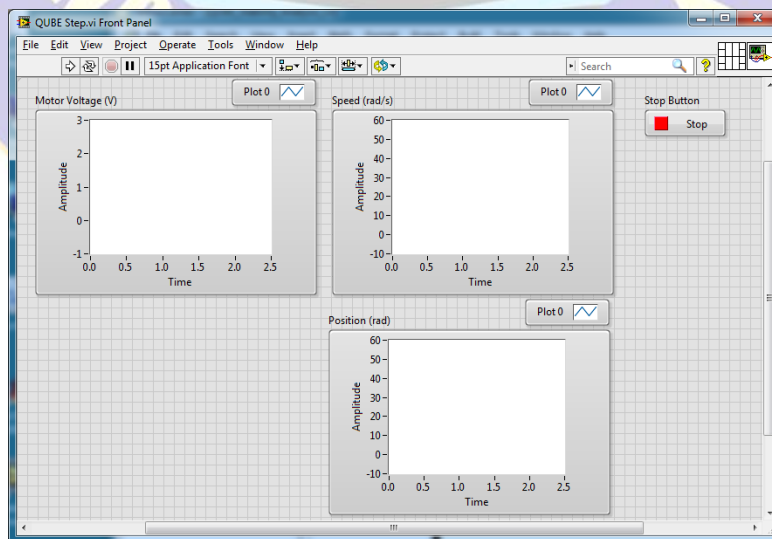 QUBE Step.vi Front Panel
File Edit View Project Operate Tools Window Help
15pt Application Font Search ?
Motor Voltage (V) Plot 0
3
2
1
0
-1
Amplitude
0.0 0.5 1.0 1.5 2.0 2.5
Time
Speed (rad/s) Plot 0
60
50
40
30
20
10
0
-10
Amplitude
0.0 0.5 1.0 1.5 2.0 2.5
Time
Stop Button
Stop
Position (rad) Plot 0
60
50
40
30
20
10
0
-10
Amplitude
0.0 0.5 1.0 1.5 2.0 2.5
Time